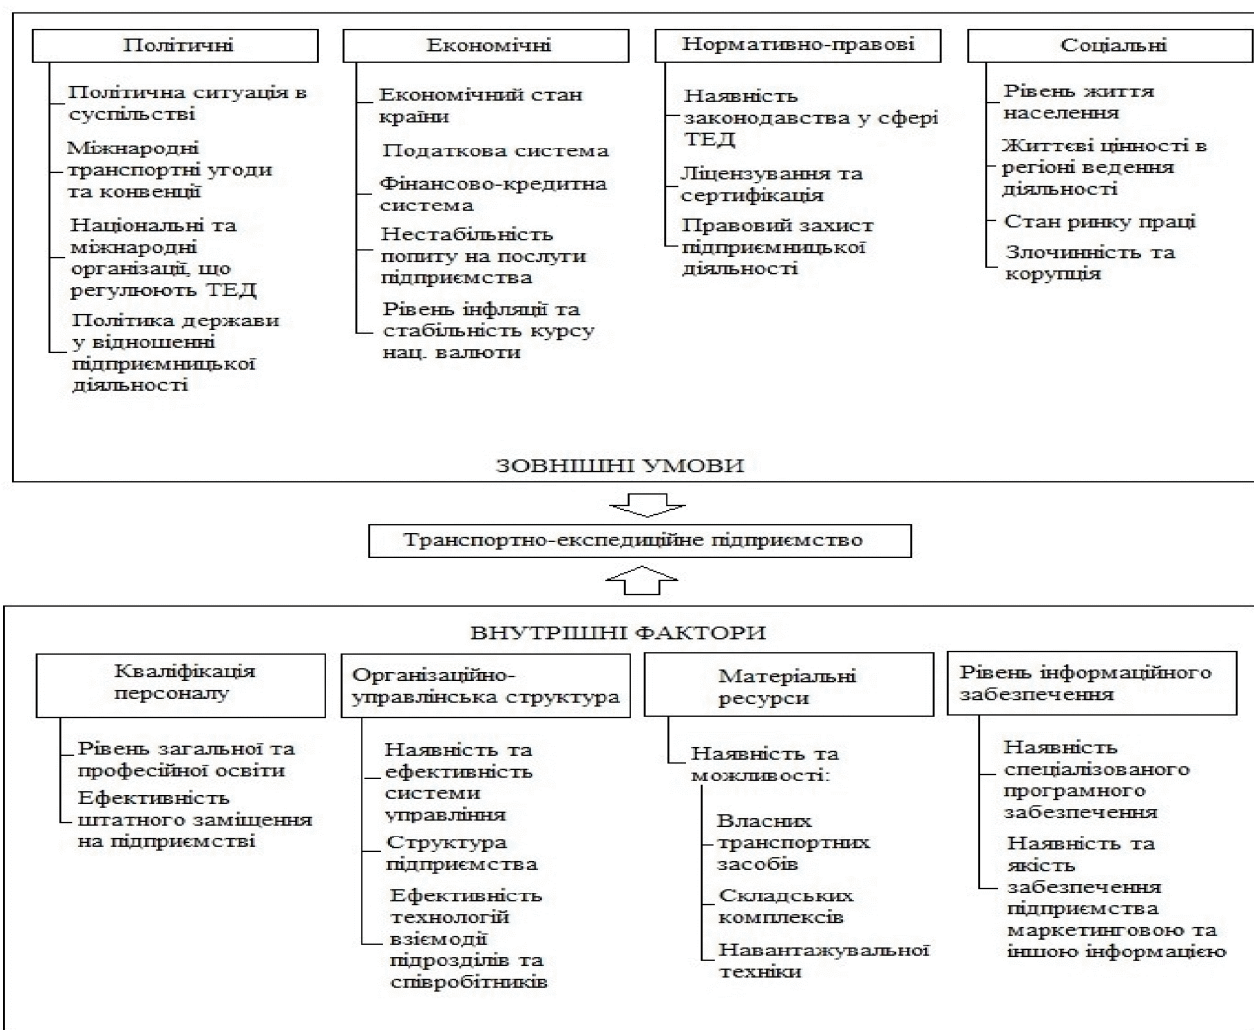 Політичні
Політична ситуація в
суспільстві
Міжнародні
транспортні угоди
та конвенції
Національні та
міжнародні
організації, що
регулюють ТЕД
Політика держави
у відношенні
підприємницької
діяльності
Економічні
Економічний стан
країни
Податкова система
Фінансово-кредитна
система
Нестабільність
попиту на послуги
підприємства
Рівень інфляції та
стабільність курсу
нац. валюти
Нормативно-правові
Наявність
законодавства у сфері
ТЕД
Ліцензування та
сертифікація
Правовий захист
підприємницької
діяльності
Соціальні
Рівень життя
населення
Життєві цінності в
регіоні ведення
діяльності
Стан ринку праці
Злочинність та
корупція
ЗОВНІШНІ УМОВИ
Транспортно-експедиційне підприємство
ВНУТРІШНІ ФАКТОРИ
Кваліфікація
персоналу
Рівень загальної та
професійної освіти
Ефективність
штатного заміщення
на підприємстві
Організаційно-
управлінська структура
Наявність та
ефективність
системи
управління
Структура
підприємства
Ефективність
технологій
взіємодії
підрозділів та
співробітників
Матеріальні
ресурси
Наявність та
можливості:
Власних
транспортних
засобів
Складських
комплексів
Навантажувальної
техніки
Рівень інформаційного
забезпечення
Наявність
спеціалізованого
програмного
забезпечення
Наявність та
якість
забезпечення
підприємства
маркетинговою та
іншою інформацією